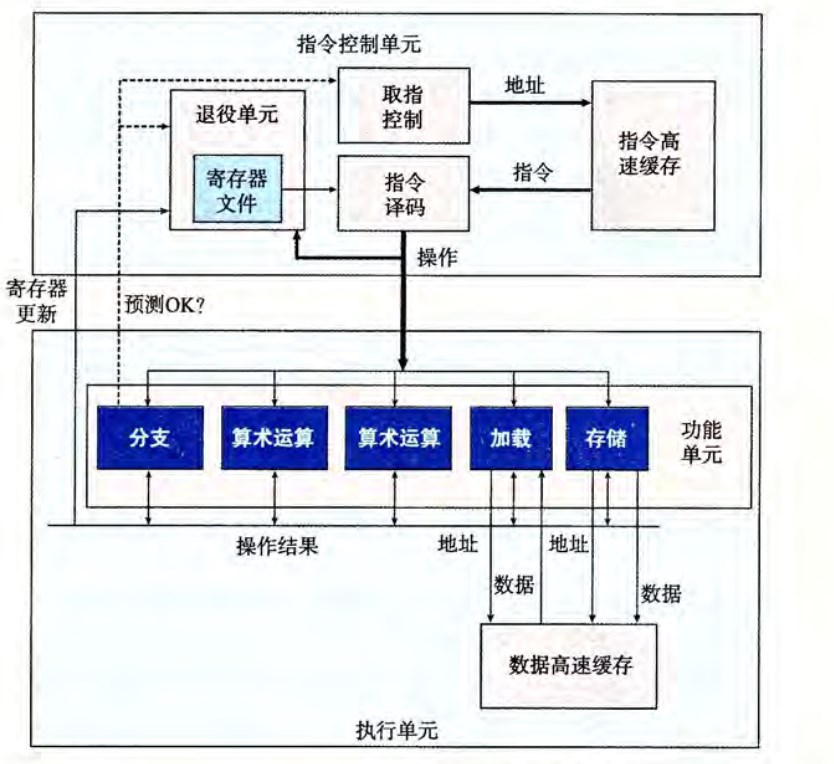 指令控制单元
取指
控制
地址
退役单元
指令高
速缓存
寄存器
文件
指令
译码
指令
操作
寄存器
更新
预测OK?
分支
算术运算
算术运算
加载
存储
功能
单元
操作结果
地址
地址
数据
数据
数据高速缓存
执行单元